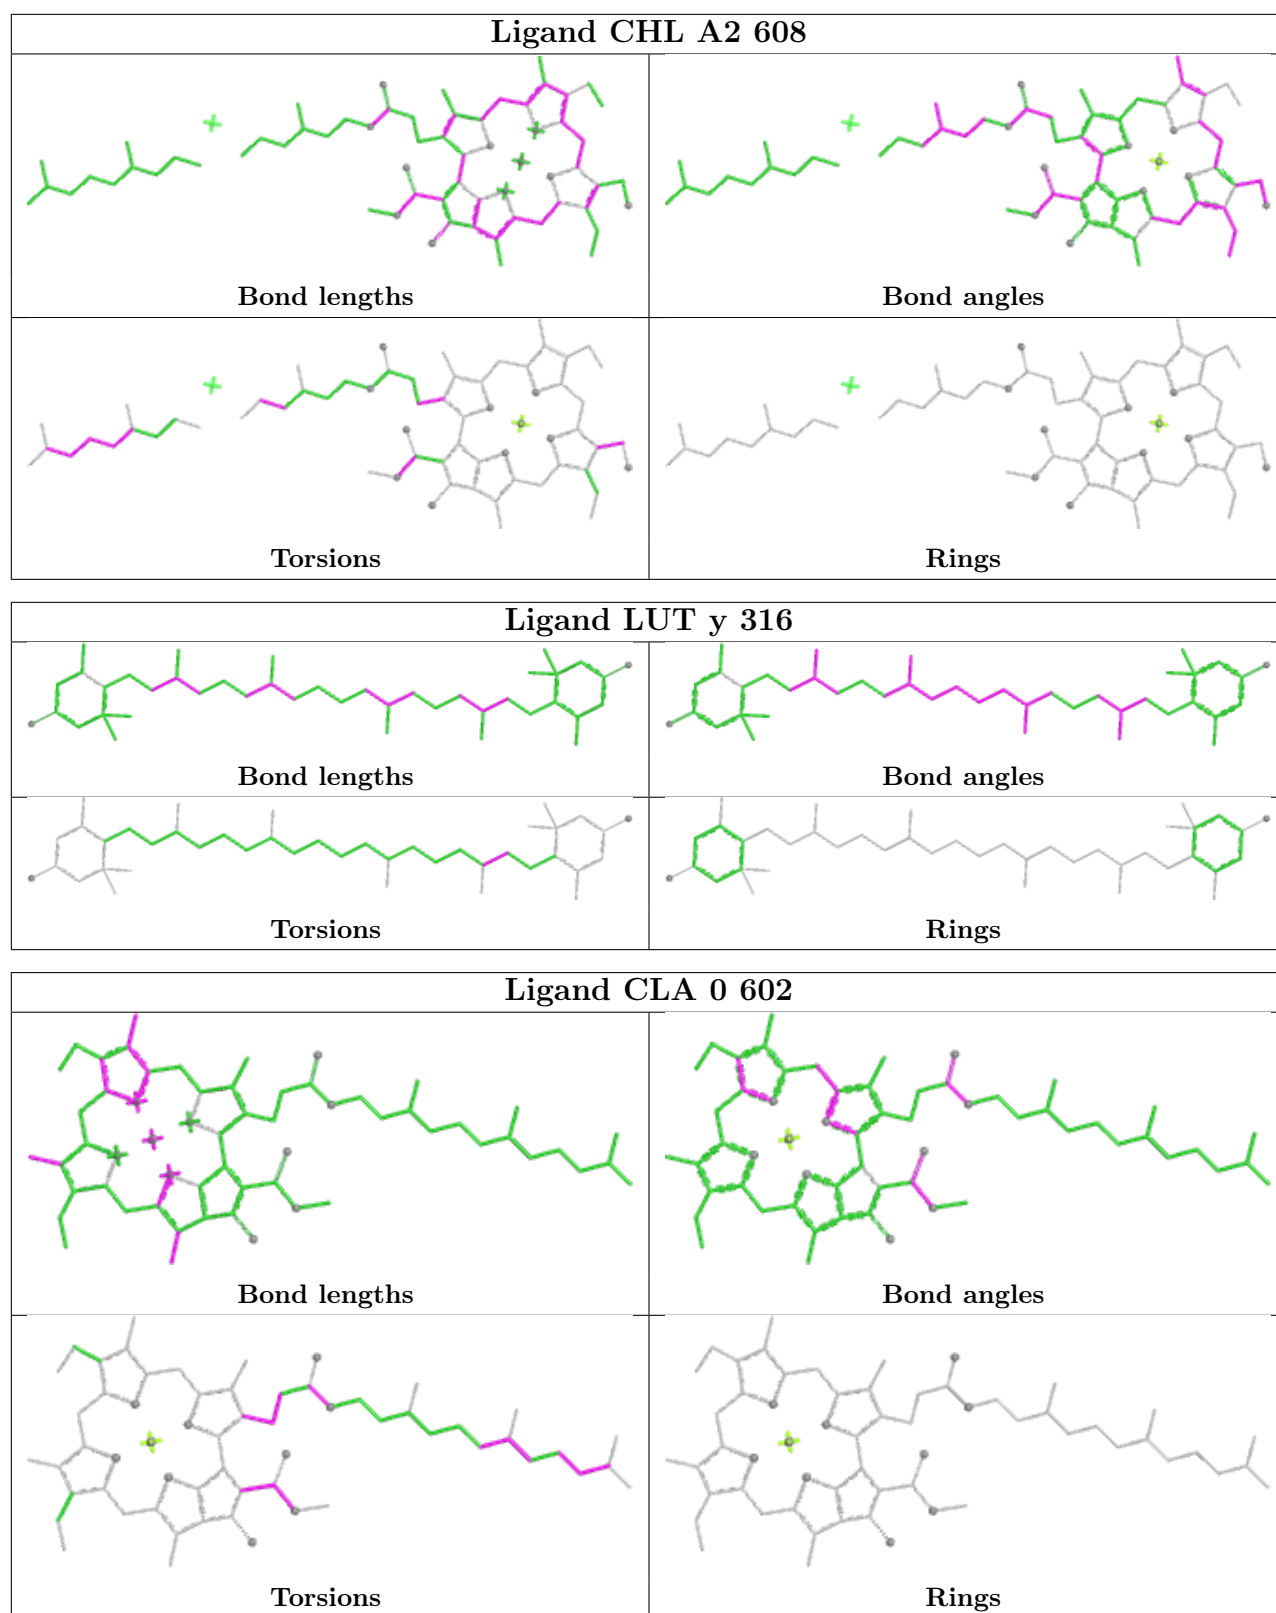 Ligand CHL A2 608
Bond lengths
Bond angles
Torsions
Rings
Ligand LUT y 316
Bond lengths
Bond angles
Torsions
Rings
Ligand CLA 0 602
Bond lengths
Bond angles
Torsions
Rings